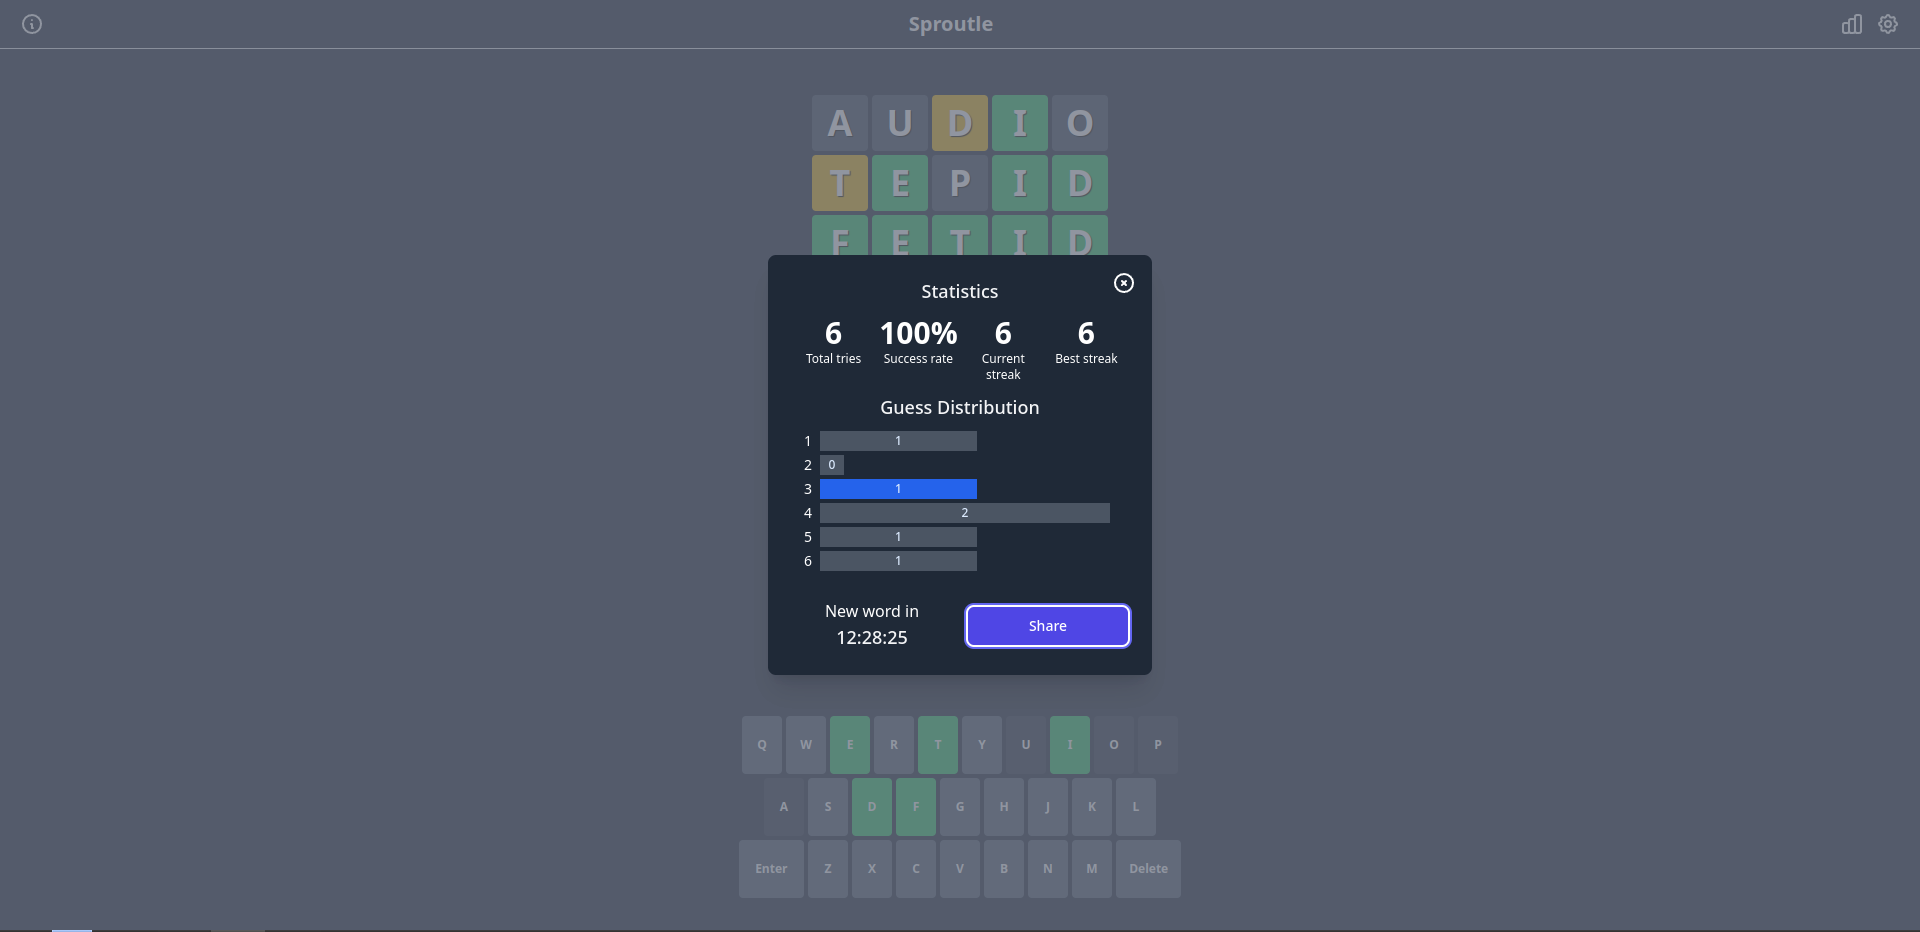 Sproutle
A U D I O
T E P I D
F E T I D
Statistics
6 100% 6 6
Total tries Success rate Current streak Best streak
Guess Distribution
1 1
2 0
3 1
4 2
5 1
6 1
New word in
12:28:25
Share
Q W E R T Y U I O P
A S D F G H J K L
Enter Z X C V B N M Delete